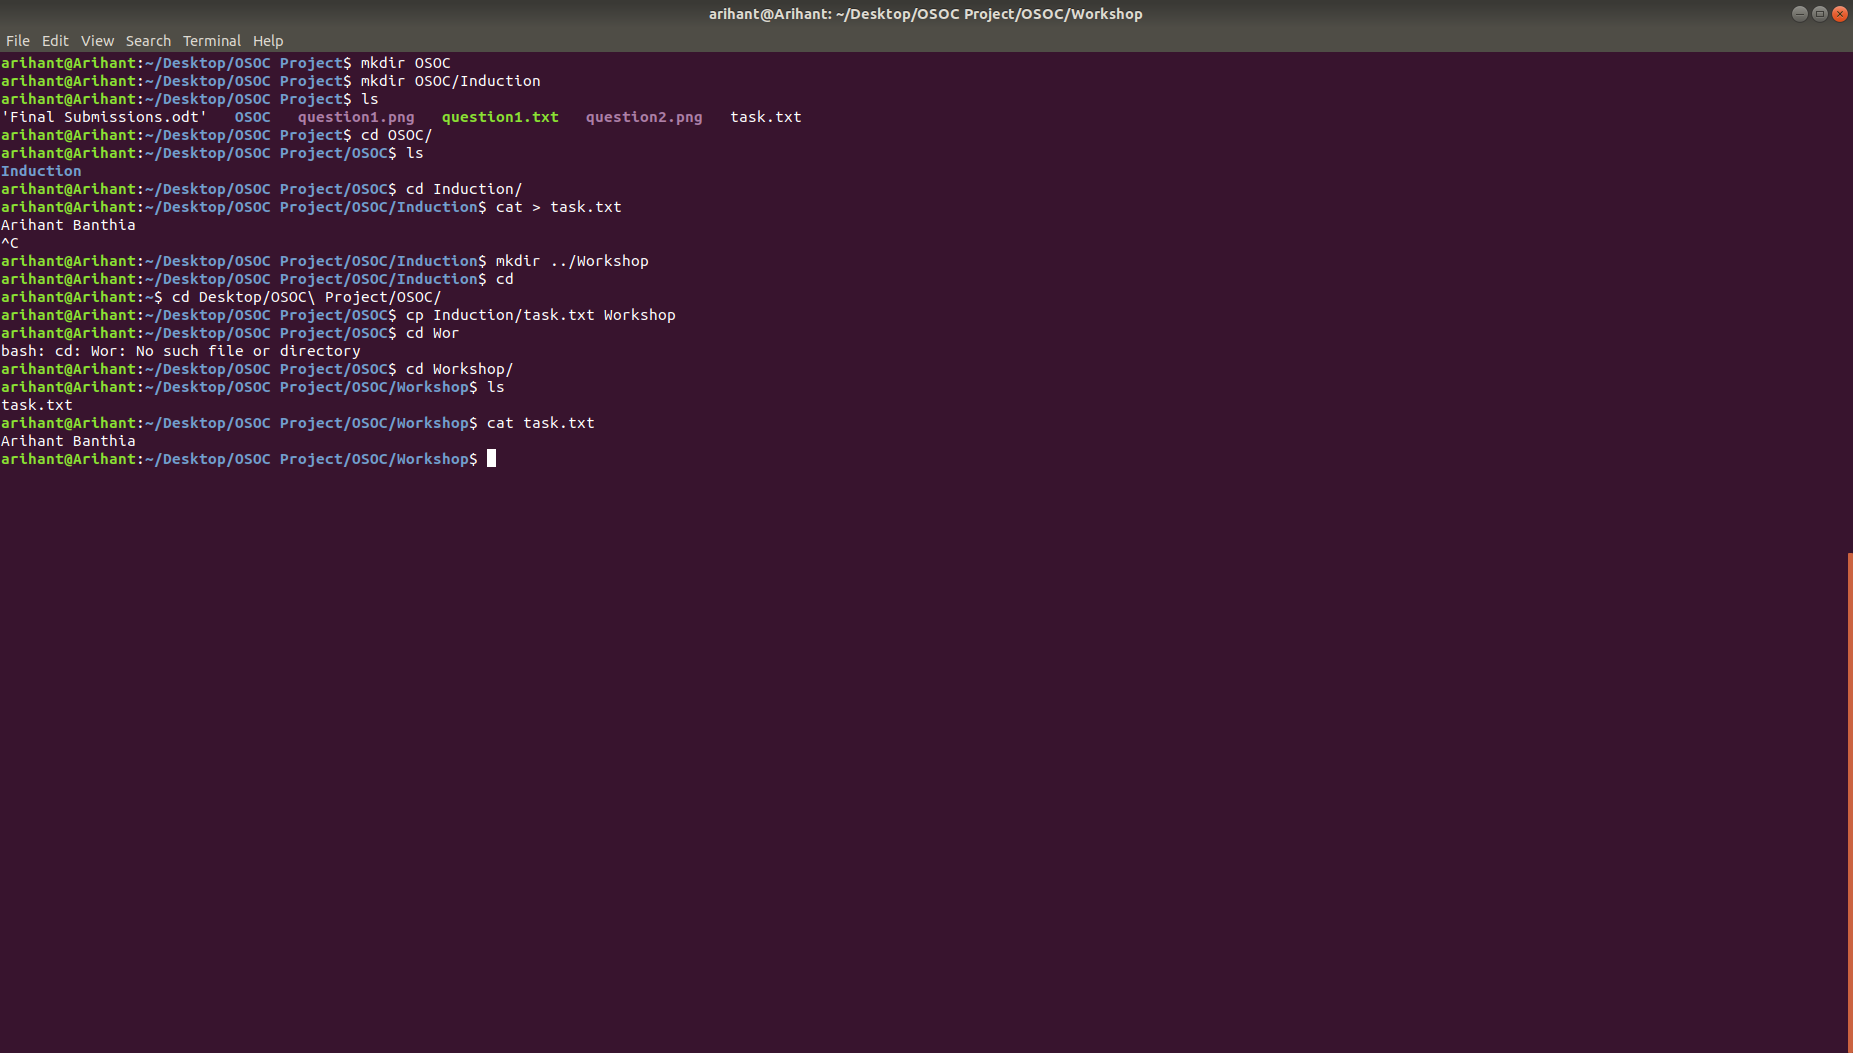 arihant@Arihant: ~/Desktop/OSOC Project/OSOC/Workshop
File Edit View Search Terminal Help
arihant@Arihant:~/Desktop/OSOC Project$ mkdir OSOC
arihant@Arihant:~/Desktop/OSOC Project$ mkdir OSOC/Induction
arihant@Arihant:~/Desktop/OSOC Project$ ls
'Final Submissions.odt'   OSOC   question1.png   question1.txt   question2.png   task.txt
arihant@Arihant:~/Desktop/OSOC Project$ cd OSOC/
arihant@Arihant:~/Desktop/OSOC Project/OSOC$ ls
Induction
arihant@Arihant:~/Desktop/OSOC Project/OSOC$ cd Induction/
arihant@Arihant:~/Desktop/OSOC Project/OSOC/Induction$ cat > task.txt
Arihant Banthia
^C
arihant@Arihant:~/Desktop/OSOC Project/OSOC/Induction$ mkdir ../Workshop
arihant@Arihant:~/Desktop/OSOC Project/OSOC/Induction$ cd
arihant@Arihant:~$ cd Desktop/OSOC\ Project/OSOC/
arihant@Arihant:~/Desktop/OSOC Project/OSOC$ cp Induction/task.txt Workshop
arihant@Arihant:~/Desktop/OSOC Project/OSOC$ cd Wor
bash: cd: Wor: No such file or directory
arihant@Arihant:~/Desktop/OSOC Project/OSOC$ cd Workshop/
arihant@Arihant:~/Desktop/OSOC Project/OSOC/Workshop$ ls
task.txt
arihant@Arihant:~/Desktop/OSOC Project/OSOC/Workshop$ cat task.txt
Arihant Banthia
arihant@Arihant:~/Desktop/OSOC Project/OSOC/Workshop$